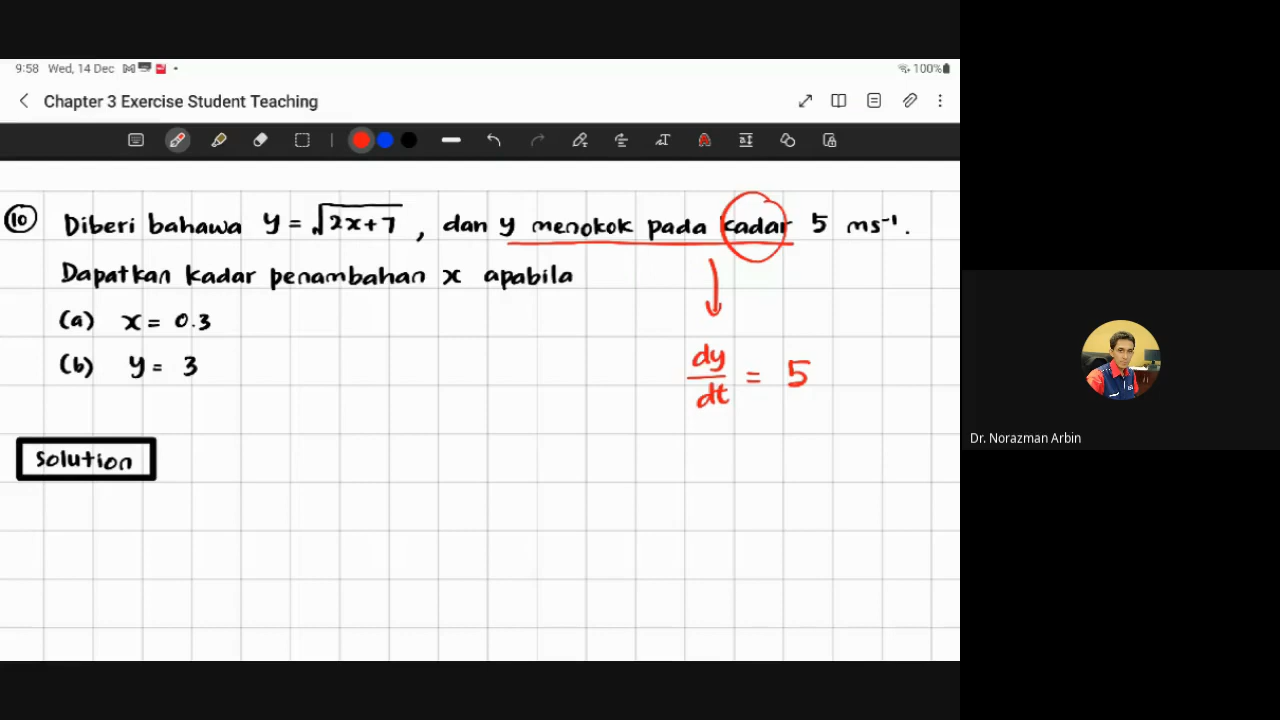 9:58 Wed, 14 Dec
100%
Chapter 3 Exercise Student Teaching
10 Diberi bahawa y = √2x+7 , dan y menokok pada kadar 5 ms⁻¹.
Dapatkan kadar penambahan x apabila
(a) x = 0.3
(b) y = 3
dy/dt = 5
Solution
Dr. Norazman Arbin